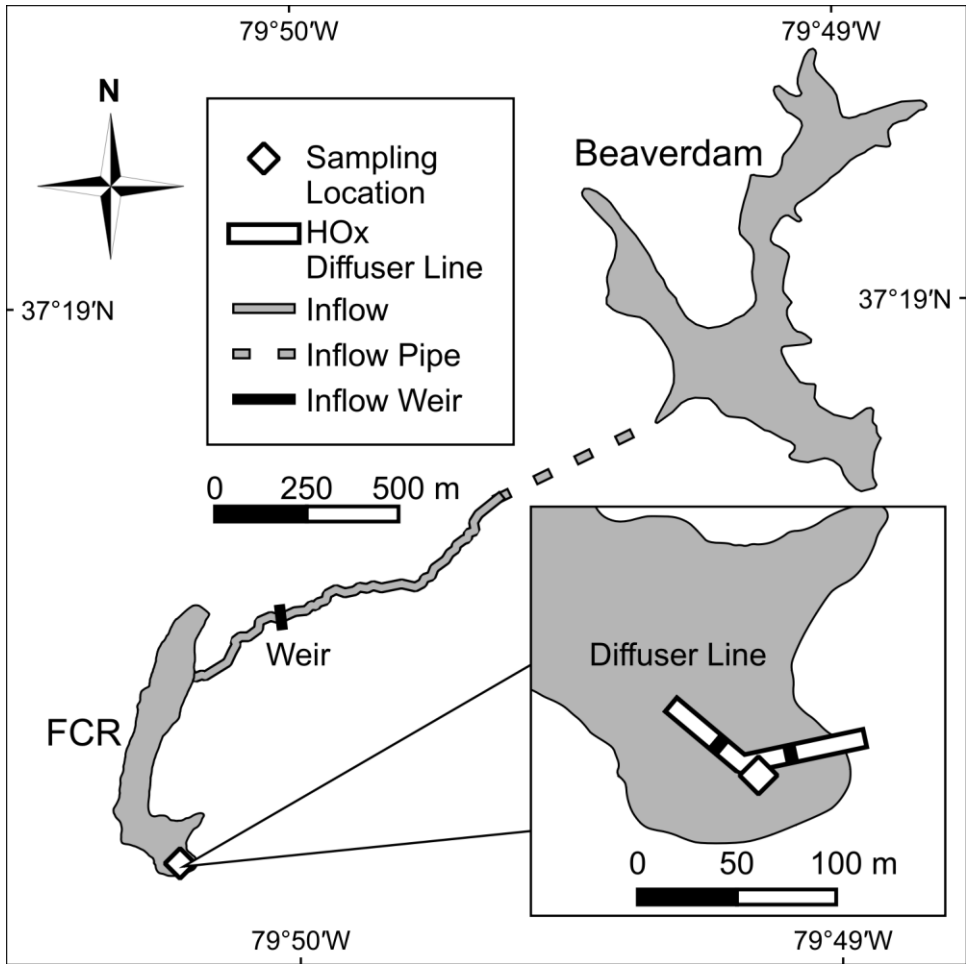 79°50′W
79°49′W
N
Sampling
Location
HOx
Diffuser Line
Inflow
Inflow Pipe
Inflow Weir
Beaverdam
37°19′N
37°19′N
0 250 500 m
Weir
FCR
Diffuser Line
0 50 100 m
79°50′W
79°49′W